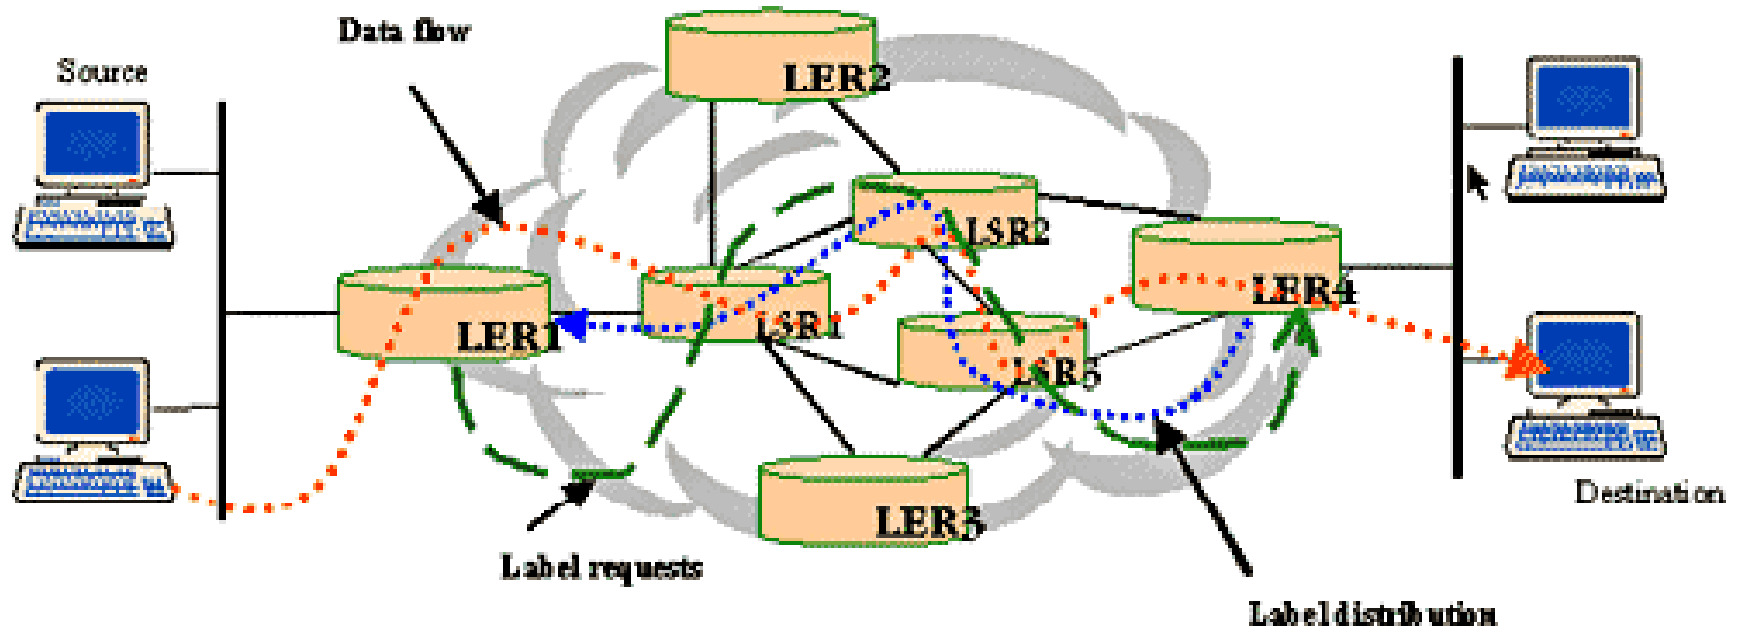 Data flow
Source
LER2
LSR2
LER4
LER1
LSR1
LSR3
LER3
Destination
Label requests
Label distribution